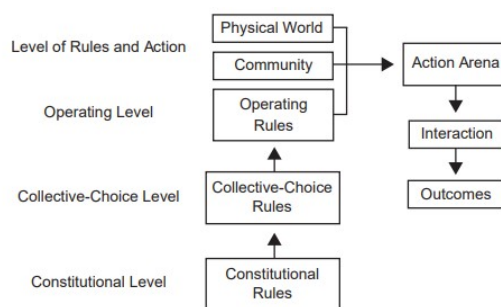 Physical World
Level of Rules and Action
Community
Action Arena
Operating Level
Operating
Rules
Interaction
Collective-Choice Level
Collective-Choice
Rules
Outcomes
Constitutional Level
Constitutional
Rules